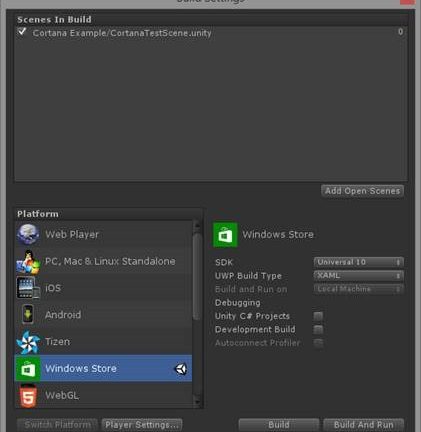 Build Settings
Scenes In Build
Cortana Example/CortanaTestScene.unity 0
Add Open Scenes
Platform
Web Player
PC, Mac & Linux Standalone
iOS
Android
Tizen
Windows Store
WebGL
Windows Store
SDK Universal 10
UWP Build Type XAML
Build and Run on Local Machine
Debugging
Unity C# Projects
Development Build
Autoconnect Profiler
Switch Platform
Player Settings...
Build
Build And Run